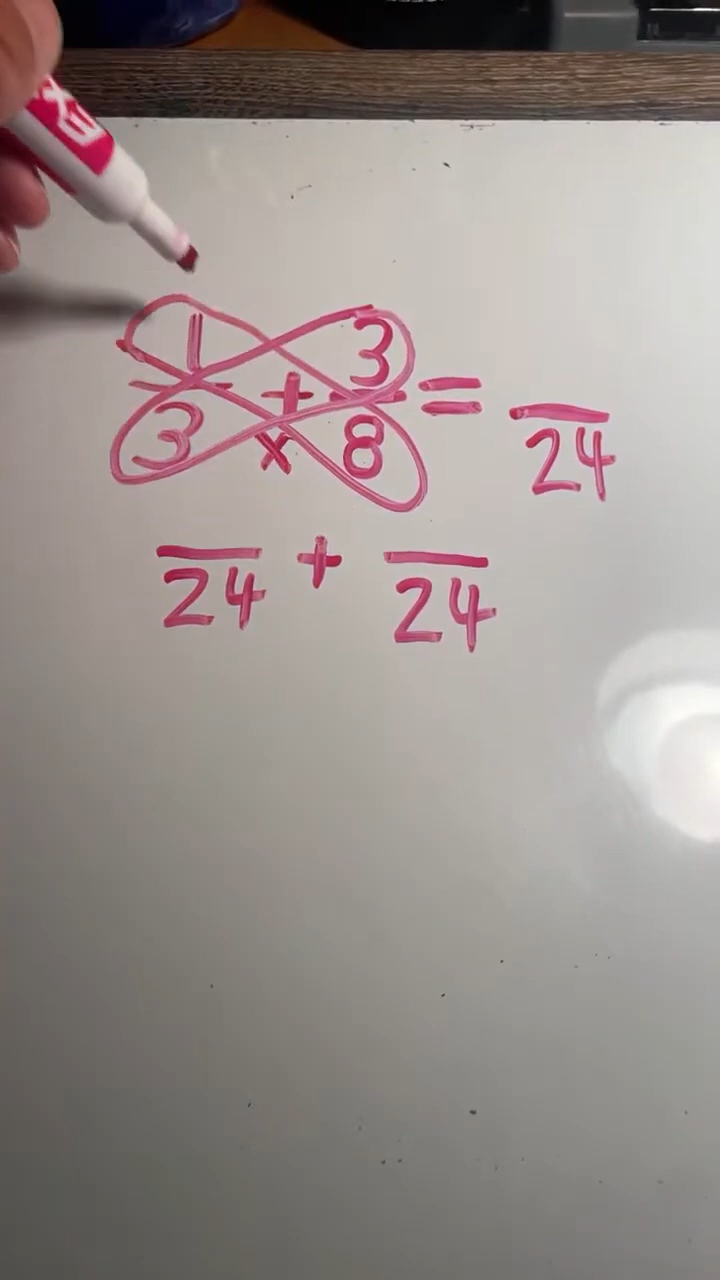 1/3 + 3/8 = /24
x
/24 + /24